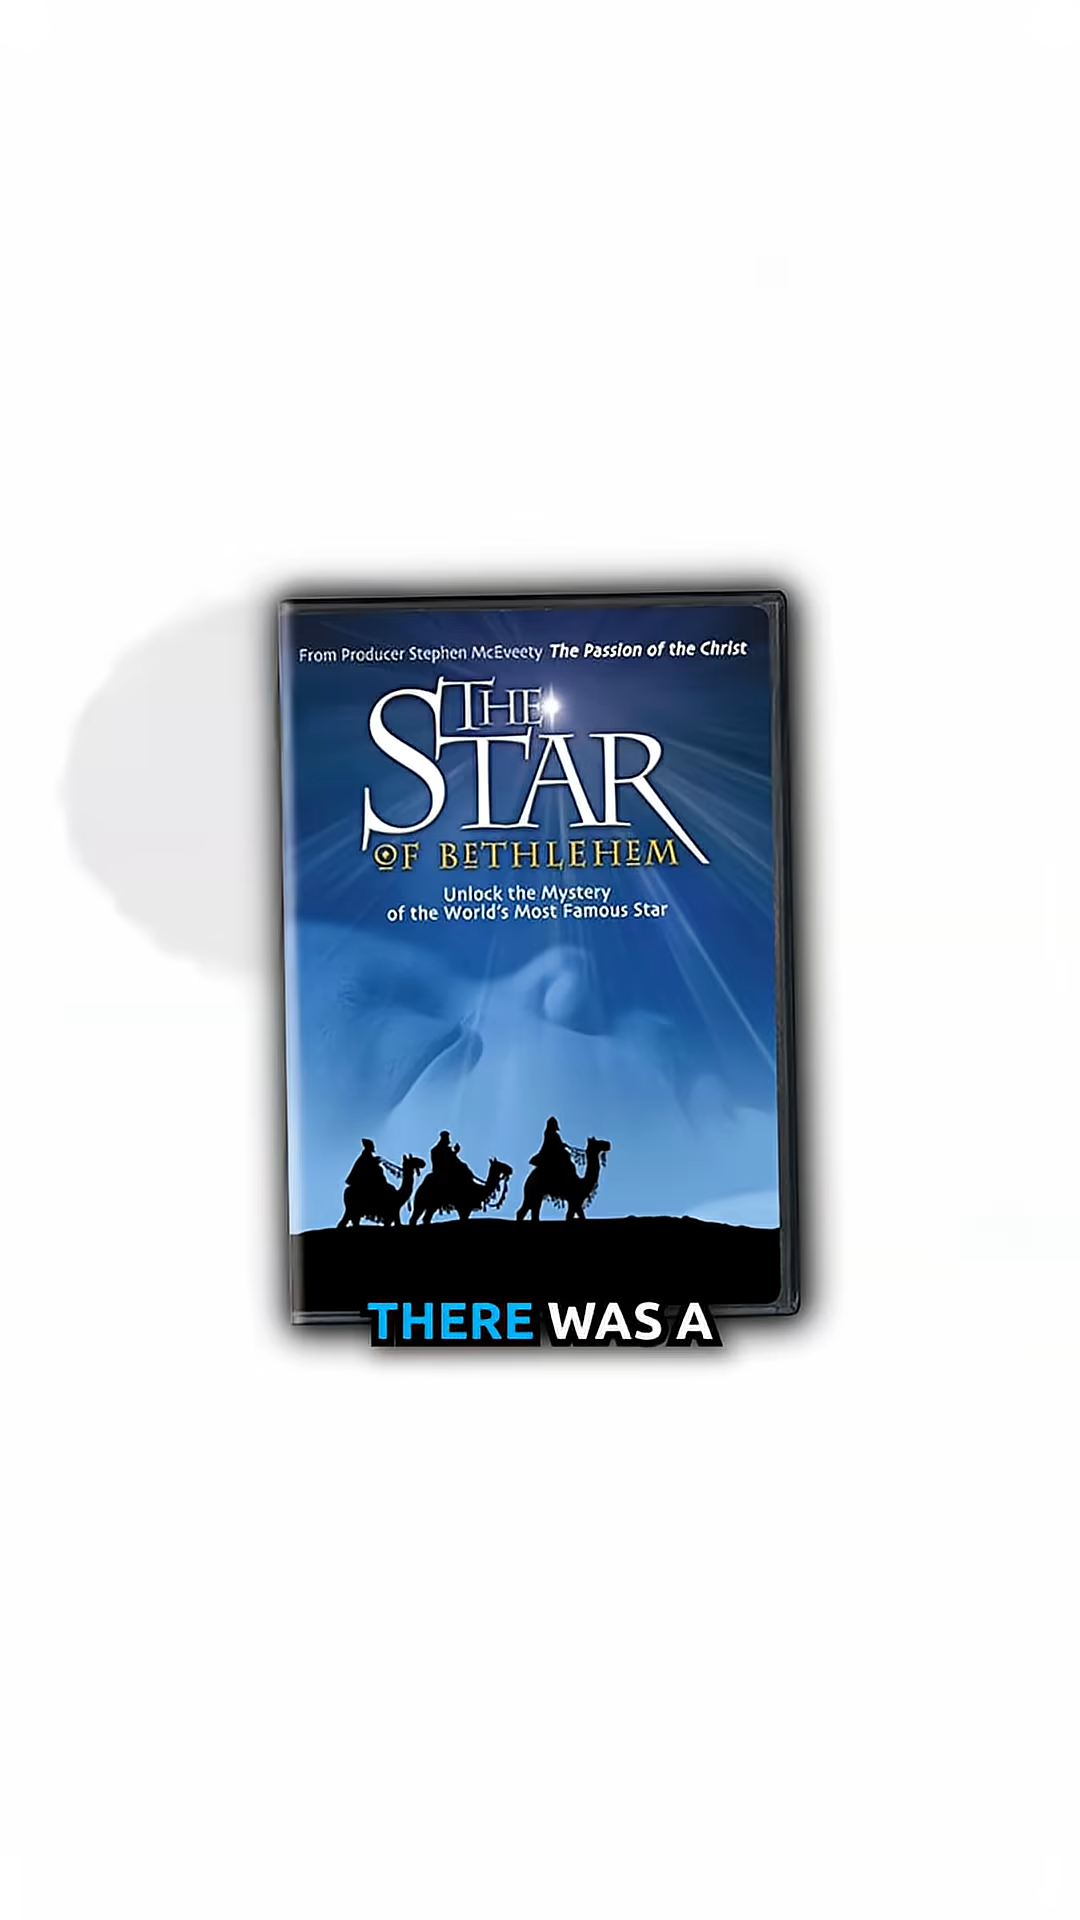 From Producer Stephen McEveety The Passion of the Christ
THE
STAR
OF BETHLEHEM
Unlock the Mystery
of the World's Most Famous Star
THERE WAS A